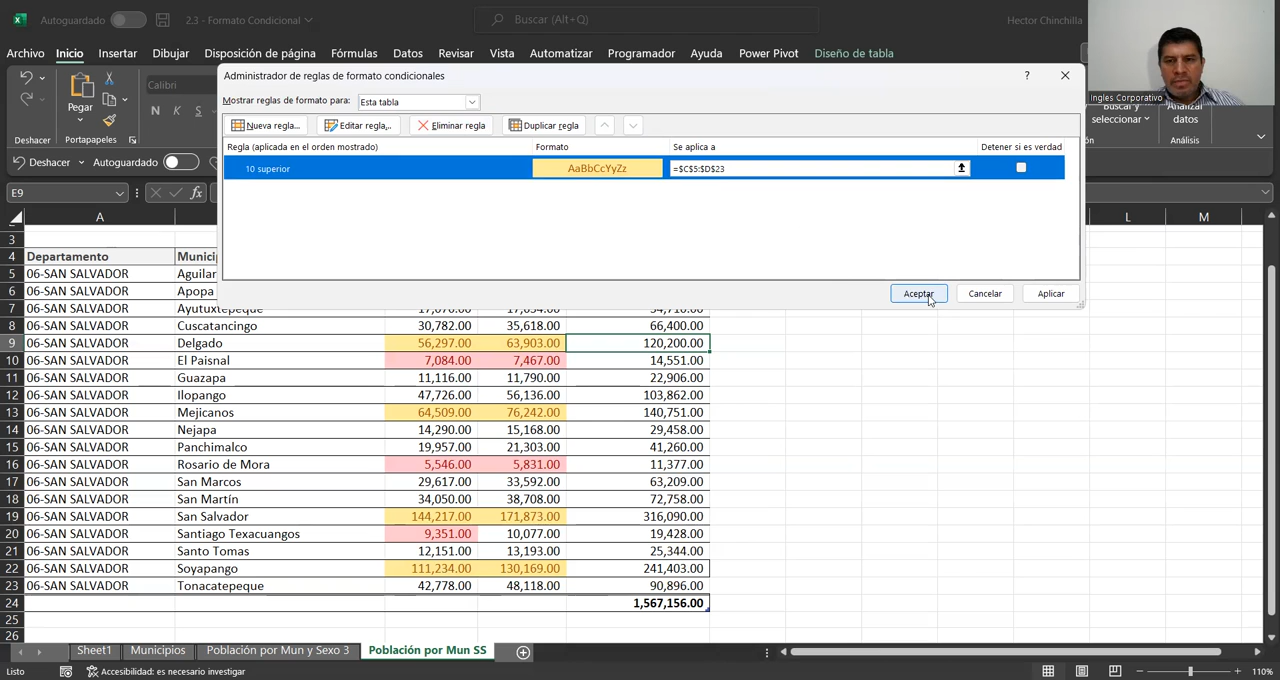 Autoguardado
2.3 - Formato Condicional
Buscar (Alt+Q)
Hector Chinchilla
Archivo Inicio Insertar Dibujar Disposición de página Fórmulas Datos Revisar Vista Automatizar Programador Ayuda Power Pivot Diseño de tabla
Pegar
Calibri
N K S
Deshacer Portapapeles
Deshacer Autoguardado
Ingles Corporativo
Buscar y
seleccionar
Analizar
datos
Análisis
Administrador de reglas de formato condicionales
Mostrar reglas de formato para: Esta tabla
Nueva regla... Editar regla... Eliminar regla Duplicar regla
Regla (aplicada en el orden mostrado) Formato Se aplica a Detener si es verdad
10 superior AaBbCcYyZz =$C$5:$D$23
Aceptar Cancelar Aplicar
E9 fx
A L M
3
4 Departamento
5 06-SAN SALVADOR Aguilar
6 06-SAN SALVADOR Apopa
7 06-SAN SALVADOR Ayutuxtepeque
8 06-SAN SALVADOR Cuscatancingo 30,782.00 35,618.00 66,400.00
9 06-SAN SALVADOR Delgado 56,297.00 63,903.00 120,200.00
10 06-SAN SALVADOR El Paisnal 7,084.00 7,467.00 14,551.00
11 06-SAN SALVADOR Guazapa 11,116.00 11,790.00 22,906.00
12 06-SAN SALVADOR Ilopango 47,726.00 56,136.00 103,862.00
13 06-SAN SALVADOR Mejicanos 64,509.00 76,242.00 140,751.00
14 06-SAN SALVADOR Nejapa 14,290.00 15,168.00 29,458.00
15 06-SAN SALVADOR Panchimalco 19,957.00 21,303.00 41,260.00
16 06-SAN SALVADOR Rosario de Mora 5,546.00 5,831.00 11,377.00
17 06-SAN SALVADOR San Marcos 29,617.00 33,592.00 63,209.00
18 06-SAN SALVADOR San Martín 34,050.00 38,708.00 72,758.00
19 06-SAN SALVADOR San Salvador 144,217.00 171,873.00 316,090.00
20 06-SAN SALVADOR Santiago Texacuangos 9,351.00 10,077.00 19,428.00
21 06-SAN SALVADOR Santo Tomas 12,151.00 13,193.00 25,344.00
22 06-SAN SALVADOR Soyapango 111,234.00 130,169.00 241,403.00
23 06-SAN SALVADOR Tonacatepeque 42,778.00 48,118.00 90,896.00
24 1,567,156.00
25
26
Sheet1 Municipios Población por Mun y Sexo 3 Población por Mun SS
Listo Accesibilidad: es necesario investigar 110%